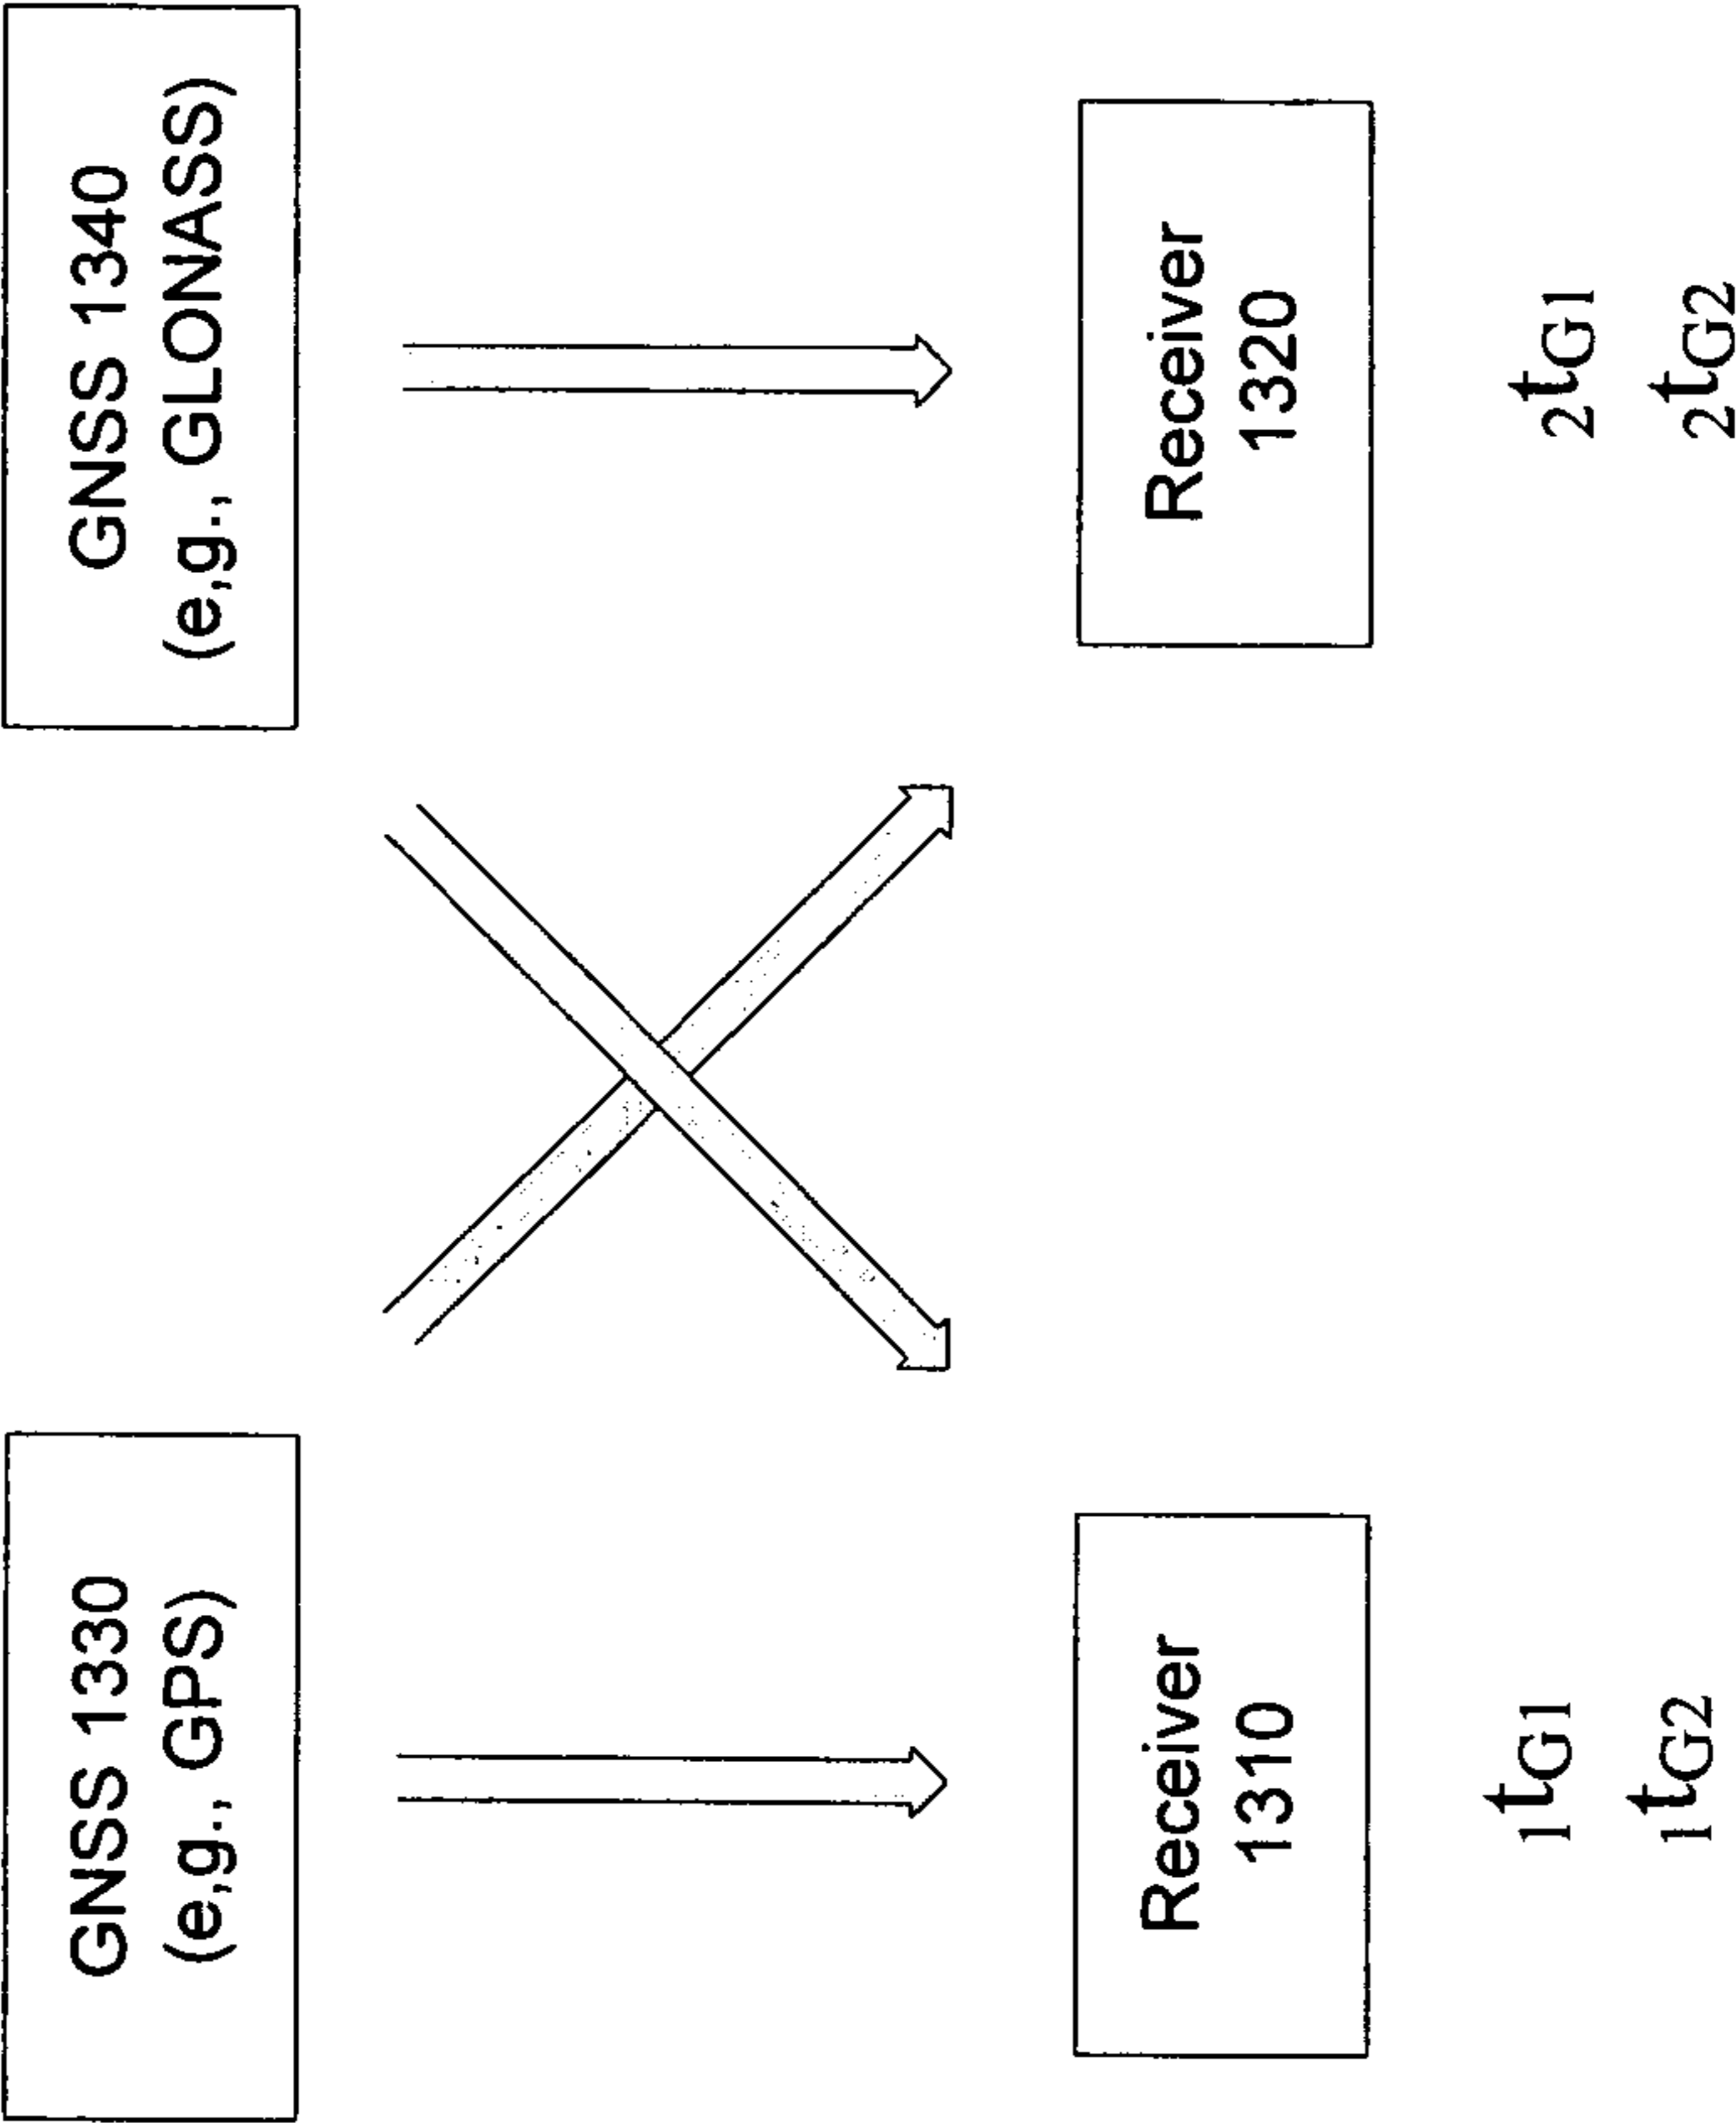 GNSS 1330
(e,g., GPS)
GNSS 1340
(e,g., GLONASS)
Receiver
1310
Receiver
1320
1tG1
1tG2
2tG1
2tG2